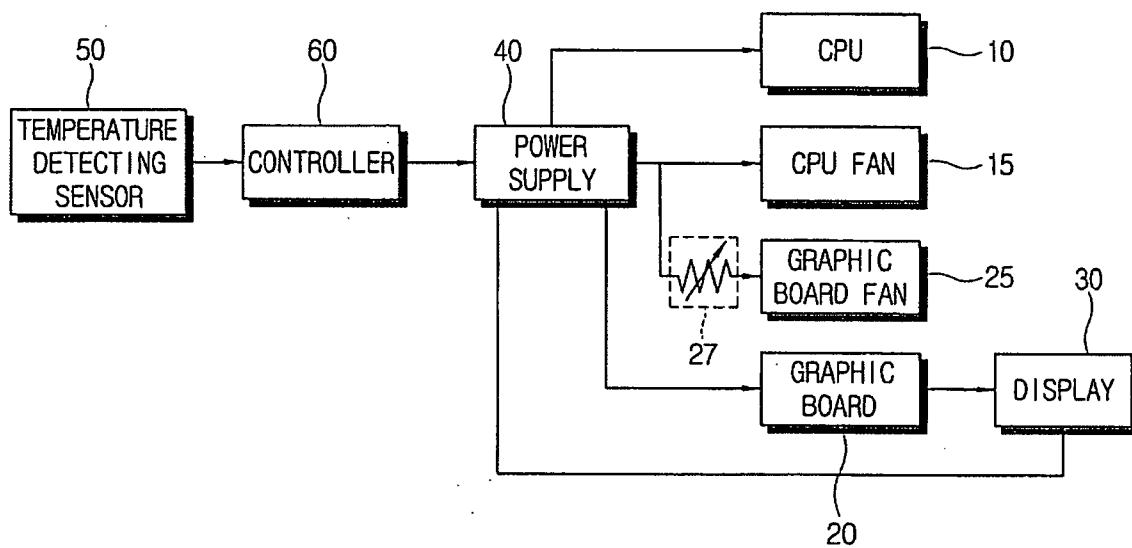 50
60
40
CPU
10
TEMPERATURE
DETECTING
SENSOR
CONTROLLER
POWER
SUPPLY
CPU FAN
15
GRAPHIC
BOARD FAN
25
27
30
GRAPHIC
BOARD
DISPLAY
20